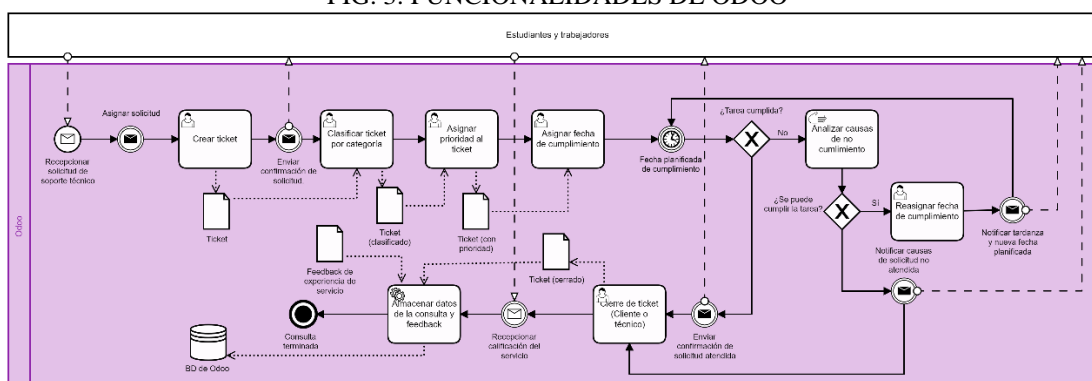 FIG. 3. FUNCIONALIDADES DE ODOO
Estudiantes y trabajadores
Odoo
Recepcionar
solicitud de
soporte técnico
Asignar solicitud
Crear ticket
Ticket
Enviar
confirmación de
solicitud.
Clasificar ticket
por categoría
Ticket
(clasificado)
Asignar
prioridad al
ticket
Ticket (con
prioridad)
Asignar fecha
de cumplimiento
Fecha planificada
de cumplimiento
¿Tarea cumplida?
No
Analizar causas
de no
cumlimiento
¿Se puede
cumplir la tarea?
Sí
Reasignar fecha
de cumplimiento
Notificar tardanza
y nueva fecha
planificada
Notificar causas
de solicitud no
atendida
Enviar
confirmación de
solicitud atendida
Cierre de ticket
(Cliente o
técnico)
Ticket (cerrado)
Recepcionar
calificación del
servicio
Feedback de
experiencia de
servicio
Almacenar datos
de la consulta y
feedback
Consulta
terminada
BD de Odoo